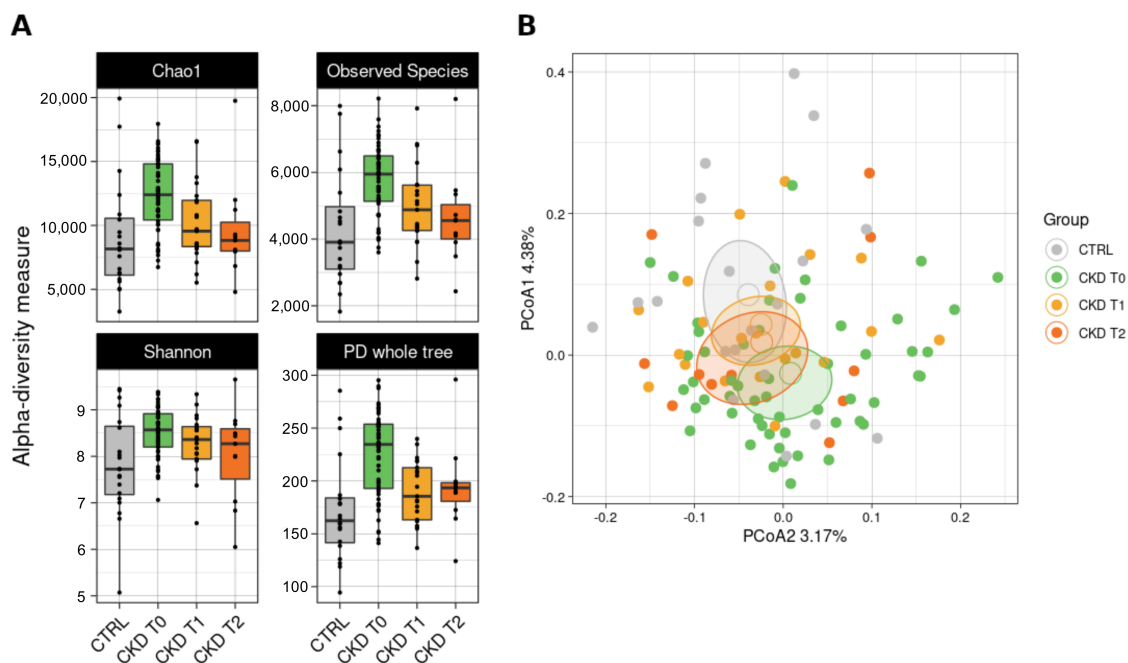 A
B
Alpha-diversity measure
Chao1
20,000
15,000
10,000
5,000
Observed Species
8,000
6,000
4,000
2,000
Shannon
9
8
7
6
5
PD whole tree
300
250
200
150
100
CTRL
CKD T0
CKD T1
CKD T2
CTRL
CKD T0
CKD T1
CKD T2
PCoA1 4.38%
0.4
0.2
0.0
-0.2
-0.2
-0.1
0.0
0.1
0.2
PCoA2 3.17%
Group
CTRL
CKD T0
CKD T1
CKD T2